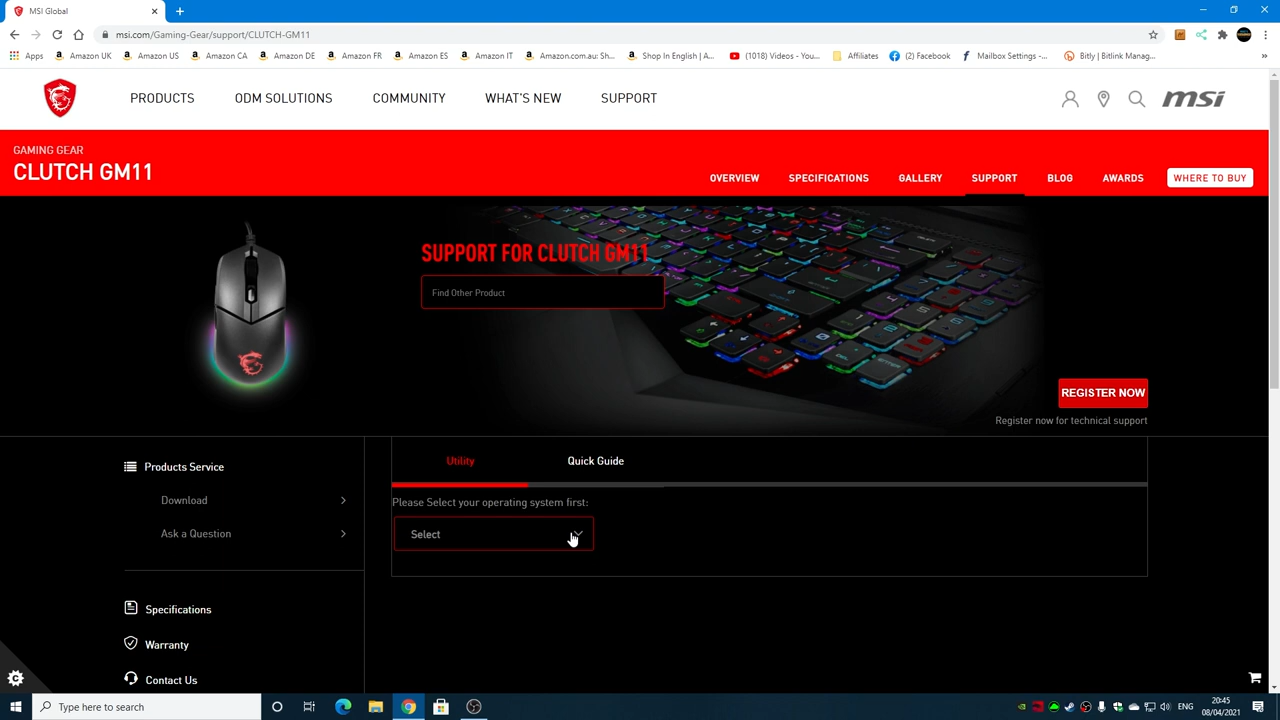 MSI Global
msi.com/Gaming-Gear/support/CLUTCH-GM11
Apps Amazon UK Amazon US Amazon CA Amazon DE Amazon FR Amazon ES Amazon IT Amazon.com.au: Sh... Shop In English | A... (1018) Videos - You... Affiliates (2) Facebook Mailbox Settings -... Bitly | Bitlink Manag... »
PRODUCTS ODM SOLUTIONS COMMUNITY WHAT'S NEW SUPPORT msi
GAMING GEAR
CLUTCH GM11
OVERVIEW SPECIFICATIONS GALLERY SUPPORT BLOG AWARDS WHERE TO BUY
SUPPORT FOR CLUTCH GM11
Find Other Product
REGISTER NOW
Register now for technical support
Products Service
Download
Ask a Question
Specifications
Warranty
Contact Us
Utility Quick Guide
Please Select your operating system first:
Select
Type here to search
ENG
20:45
08/04/2021